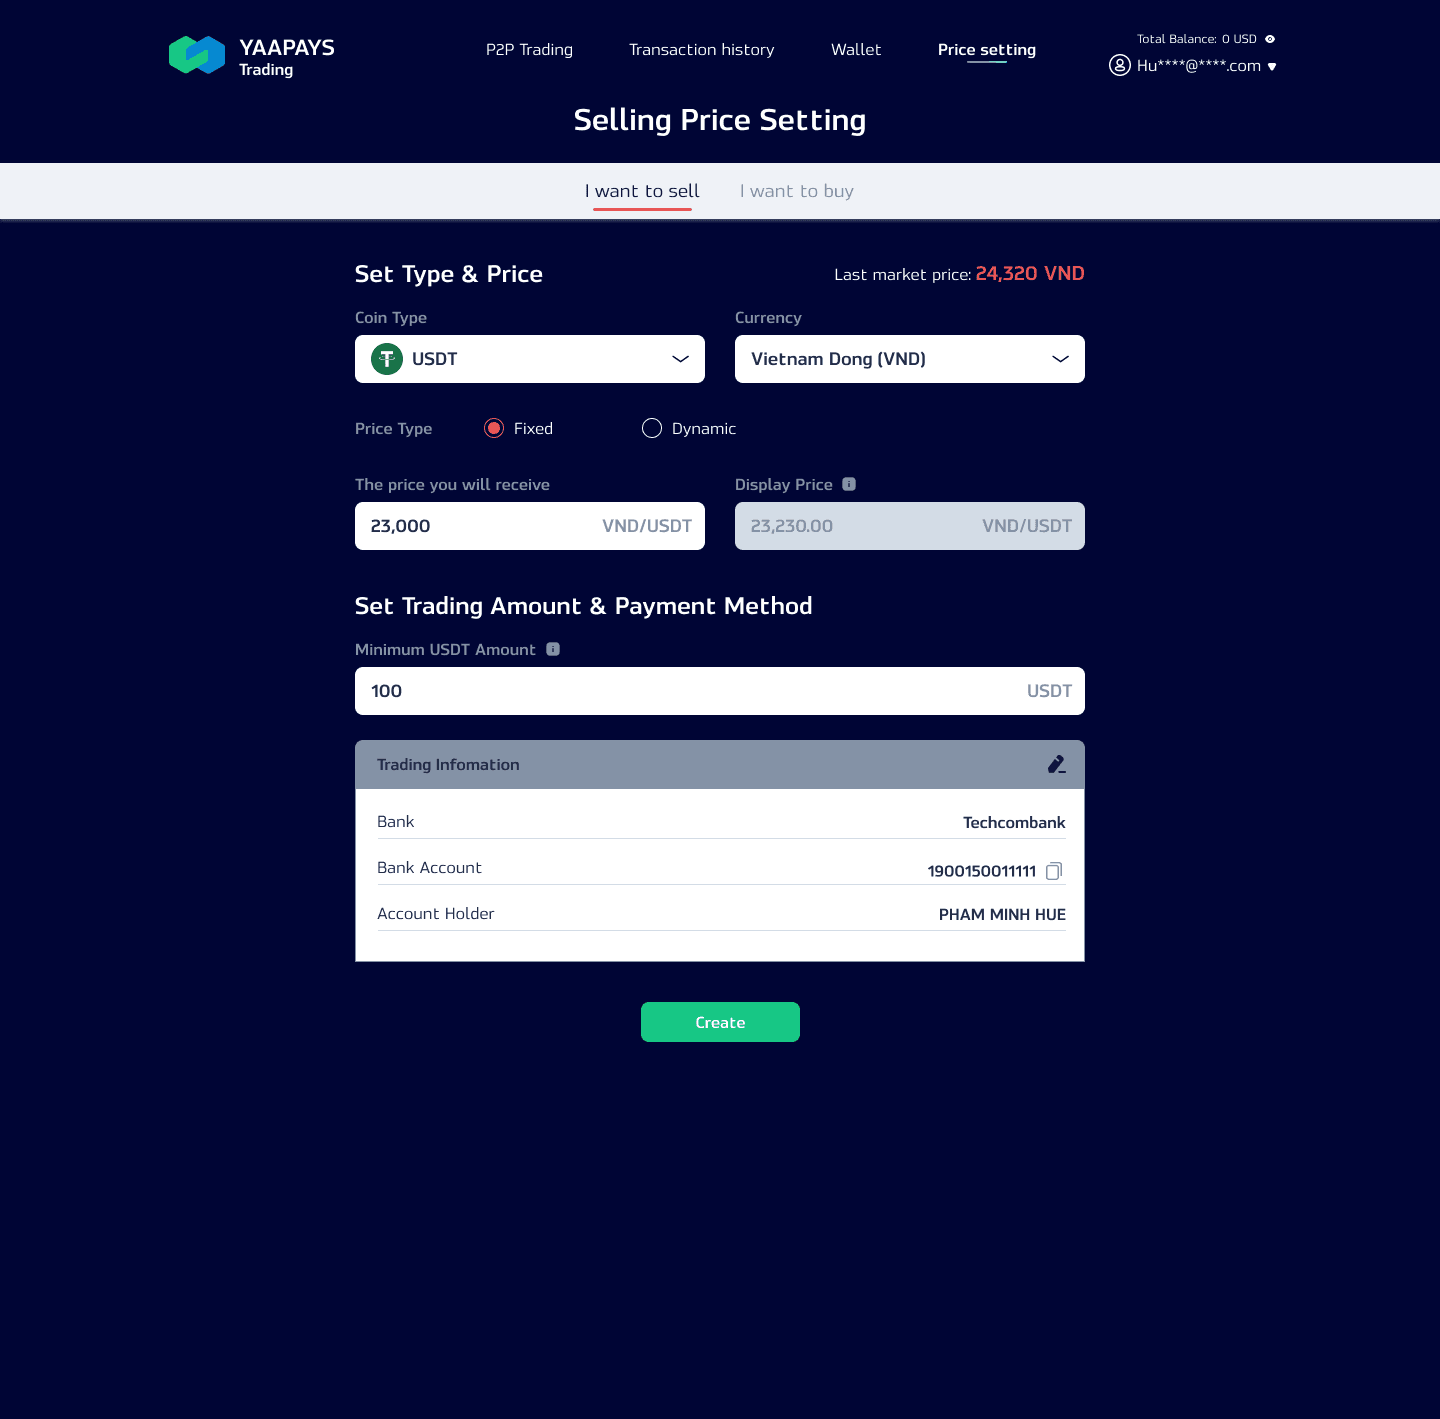 YAAPAYS
Trading
P2P Trading
Transaction history
Wallet
Price setting
Total Balance: 0 USD
Hu****@****.com
Selling Price Setting
I want to sell
I want to buy
Set Type & Price
Last market price: 24,320 VND
Coin Type
Currency
USDT
Vietnam Dong (VND)
Price Type
Fixed
Dynamic
The price you will receive
Display Price
23,000 VND/USDT
23,230.00 VND/USDT
Set Trading Amount & Payment Method
Minimum USDT Amount
100 USDT
Trading Infomation
Bank Techcombank
Bank Account 1900150011111
Account Holder PHAM MINH HUE
Create